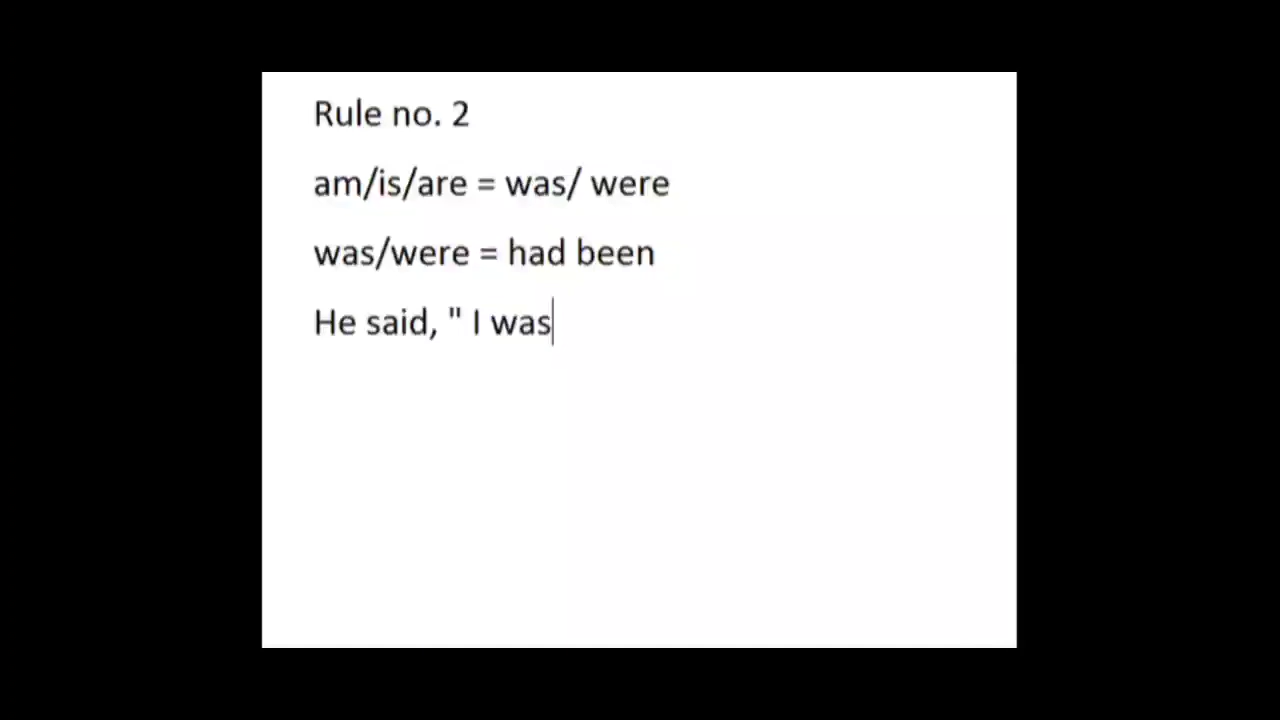 Rule no. 2
am/is/are = was/ were
was/were = had been
He said, " I was